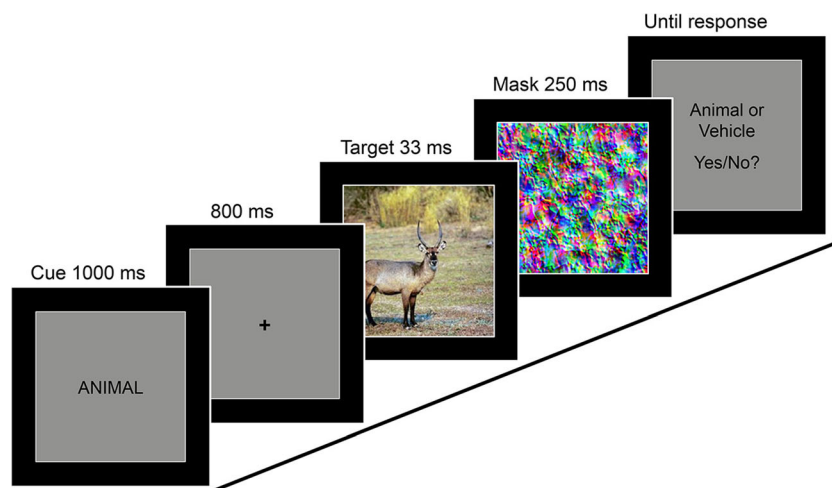 Cue 1000 ms
ANIMAL
800 ms
+
Target 33 ms
Mask 250 ms
Until response
Animal or
Vehicle
Yes/No?